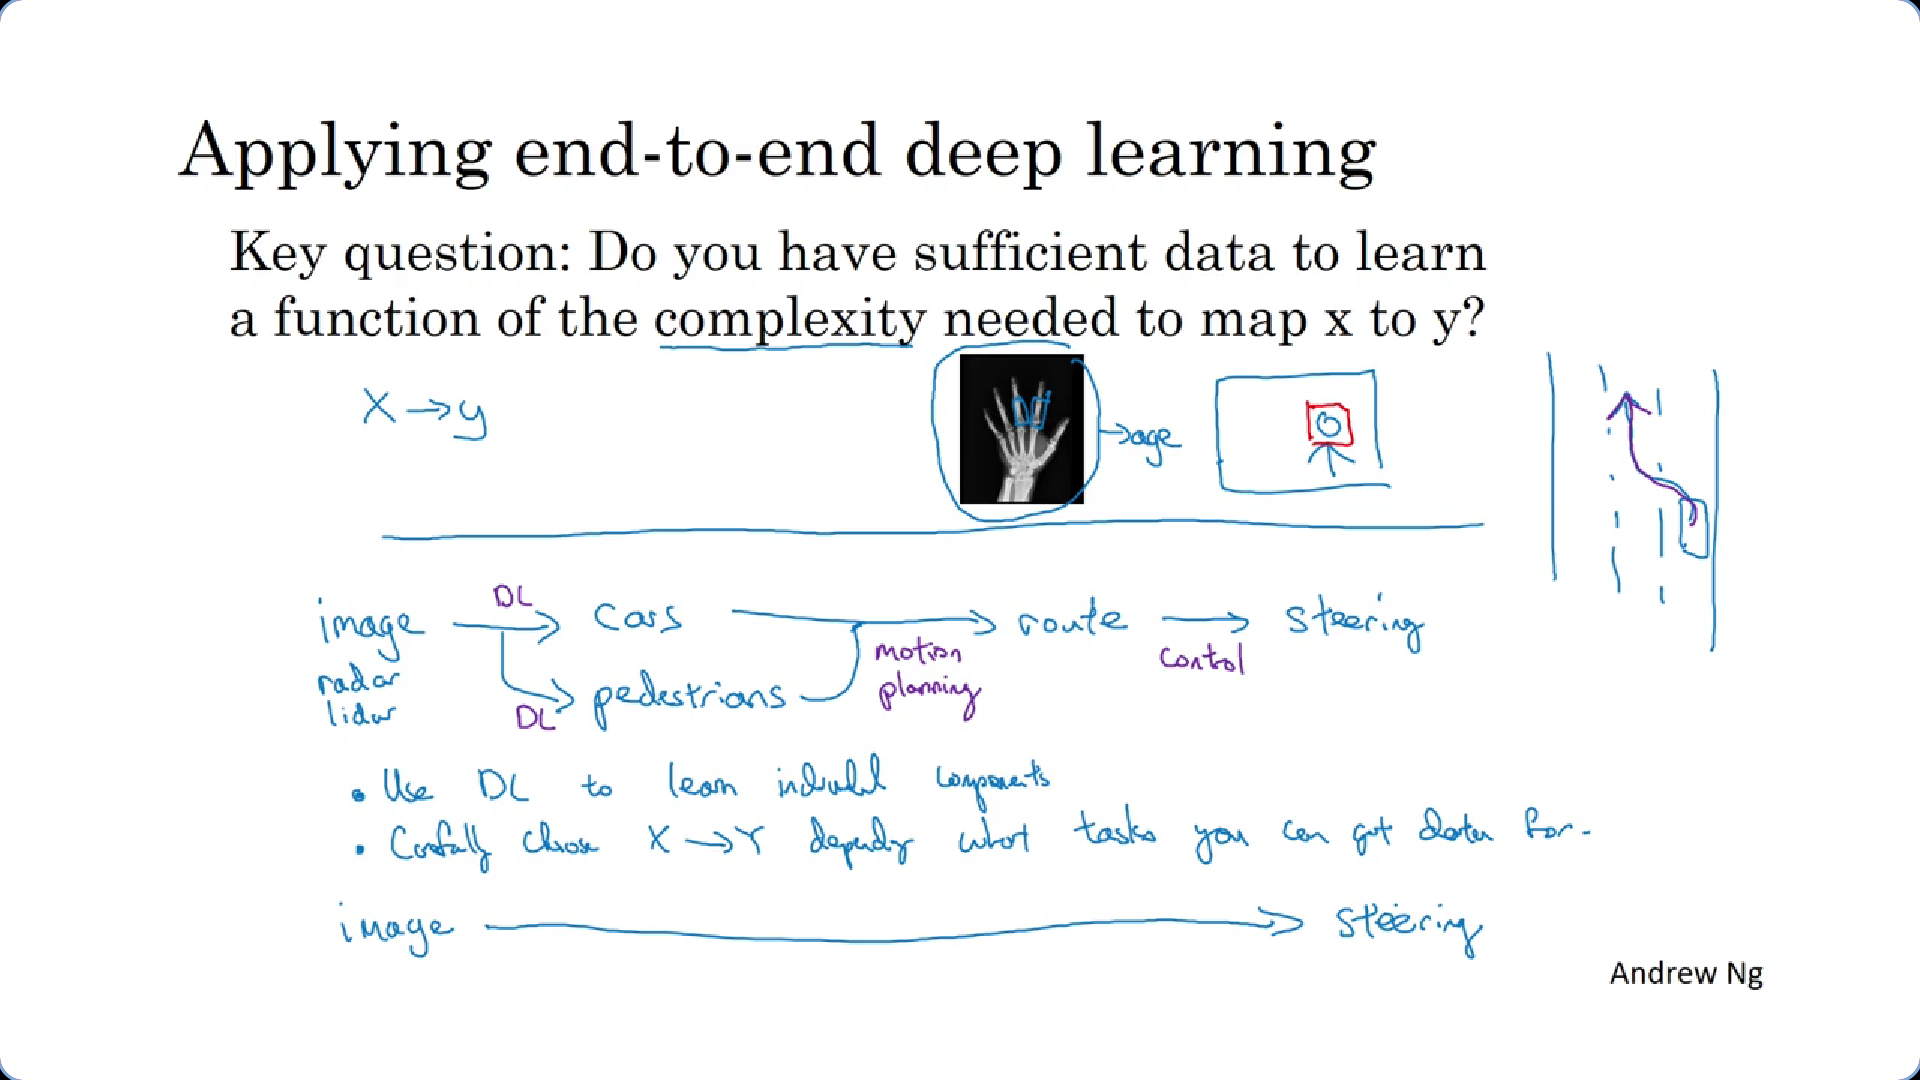 Applying end-to-end deep learning
Key question: Do you have sufficient data to learn
a function of the complexity needed to map x to y?
X → y
→ age
DL
image → cars → route → steering
radar
lidar
DL
pedestrians
motion
planning
control
• Use DL to learn individual components
• Carefully choose X → Y depending what tasks you can get data for.
image → steering
Andrew Ng